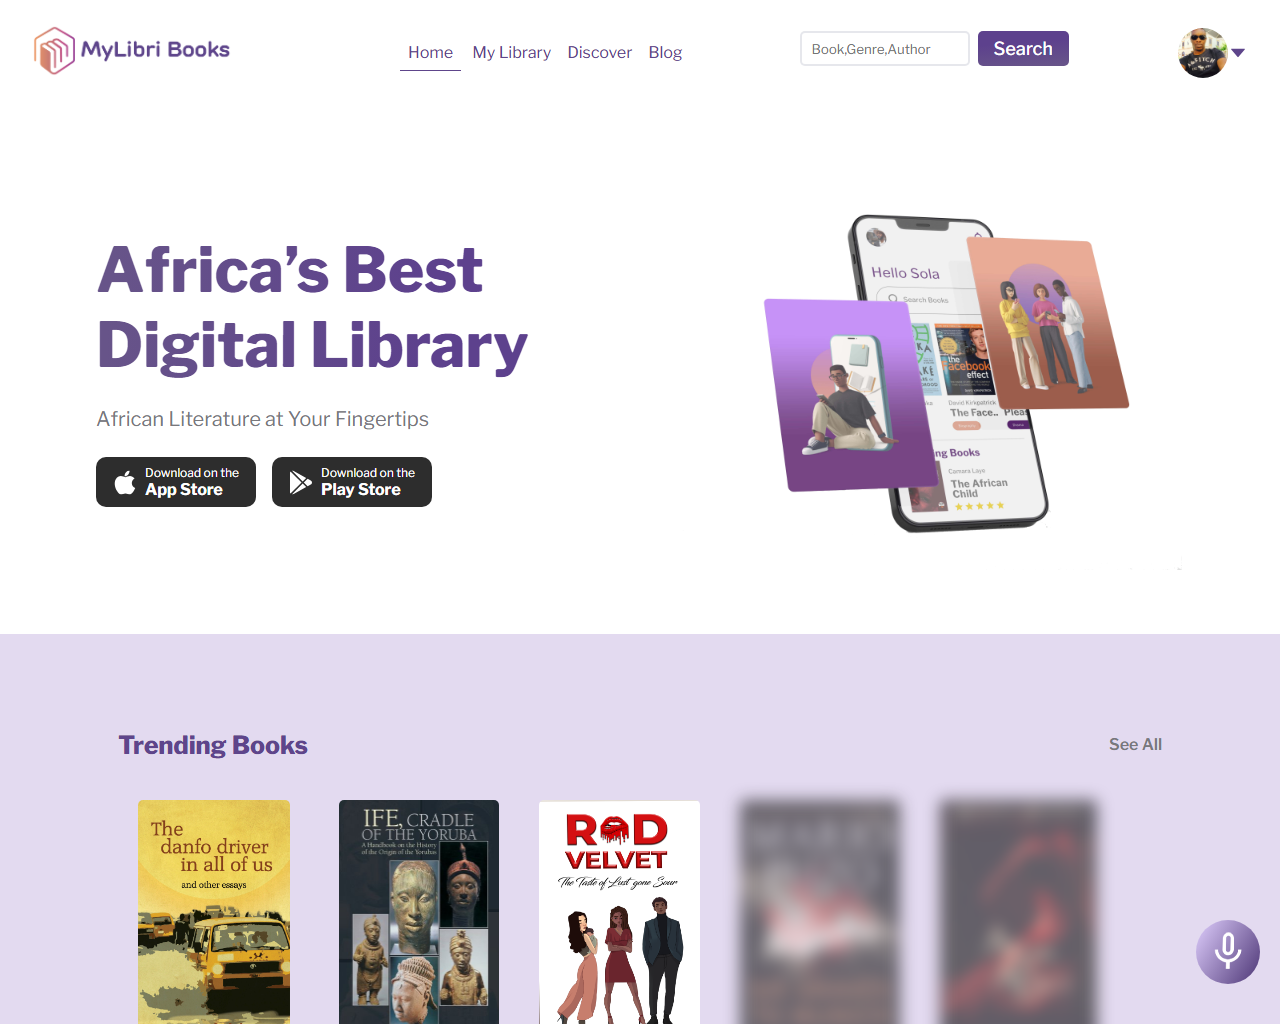 MyLibri Books
Home My Library Discover Blog
Book,Genre,Author
Search
Africa’s Best
Digital Library
African Literature at Your Fingertips
Download on the
App Store
Download on the
Play Store
Hello Sola
Search Books
the
facebook
effect
David Kirkpatrick
The Face..
Camara Laye
The African
Child
Trending Books
See All
The
danfo driver
in all of us
and other essays
IFE, CRADLE
OF THE YORUBA
A Handbook on the History
of the Origin of the Yorubas
RED
VELVET
The Taste of Lust gone Sour